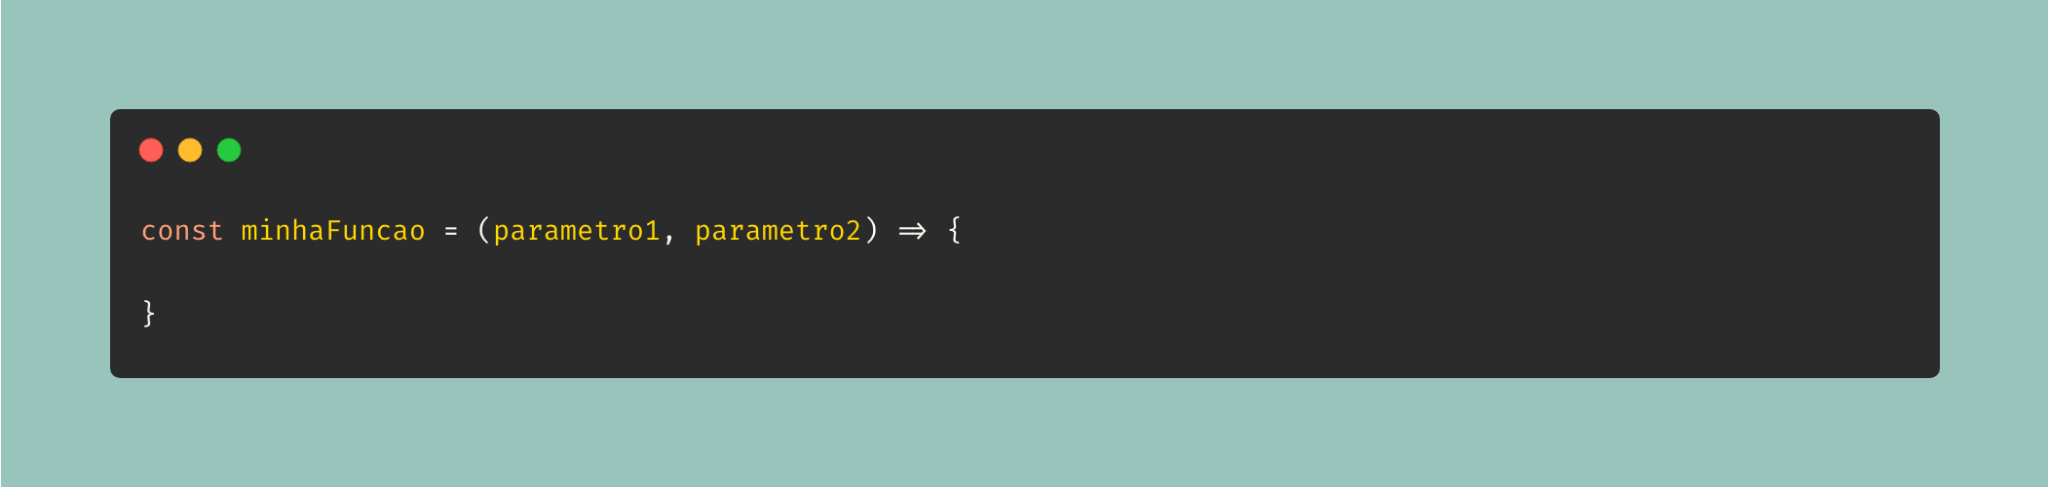 const minhaFuncao = (parametro1, parametro2) => {
}